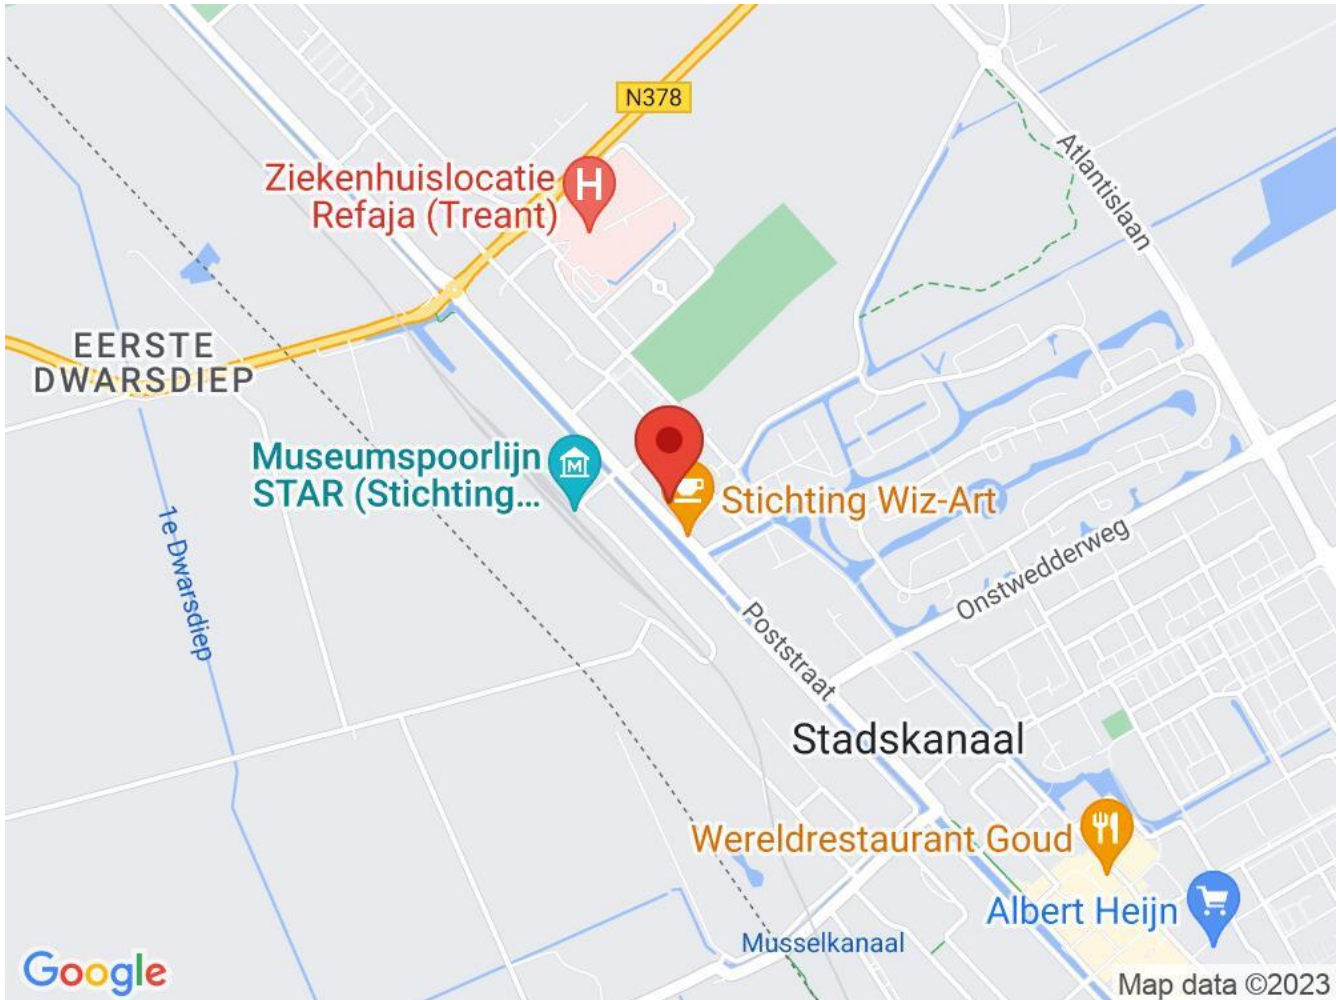 N378
Atlantislaan
Ziekenhuislocatie
Refaja (Treant)
H
EERSTE
DWARSDIEP
Museumspoorlijn
STAR (Stichting...
M
Stichting Wiz-Art
1e Dwarsdiep
Onstwedderweg
Poststraat
Stadskanaal
Wereldrestaurant Goud
Albert Heijn
Musselkanaal
Google
Map data ©2023